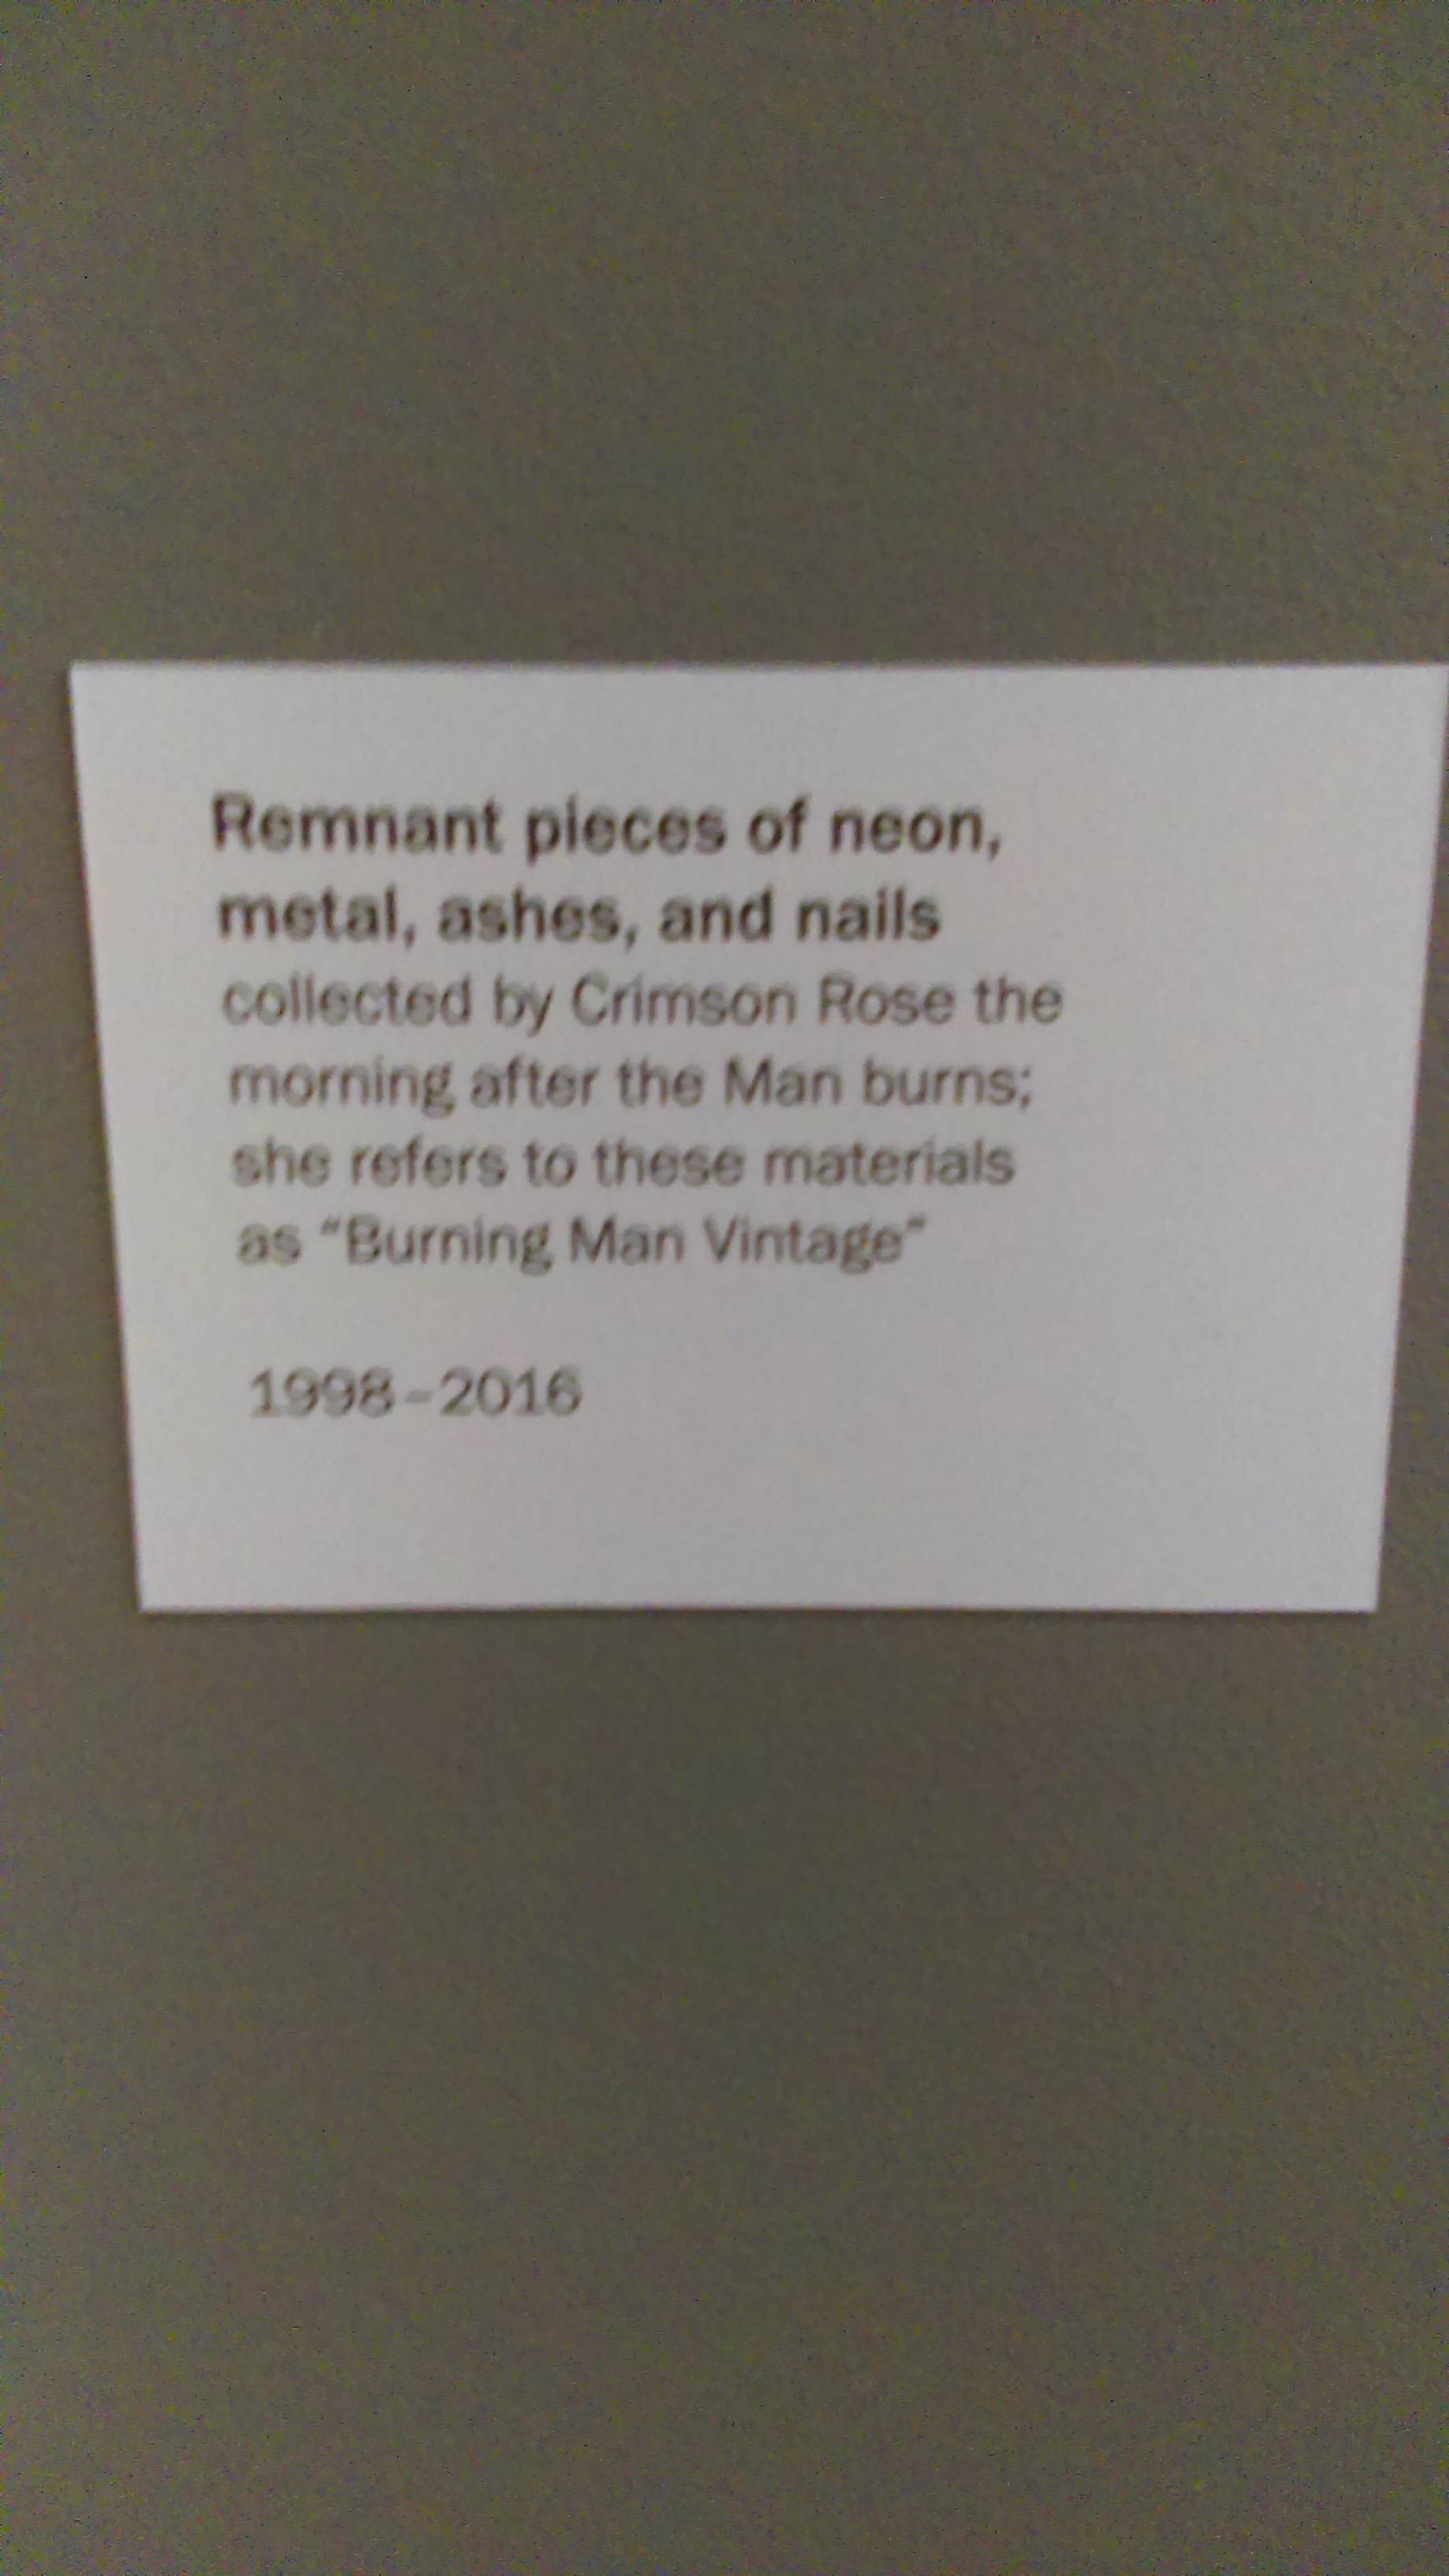 Remnant pieces of neon,
metal, ashes, and nails
collected by Crimson Rose the
morning after the Man burns;
she refers to these materials
as “Burning Man Vintage”
1998–2016